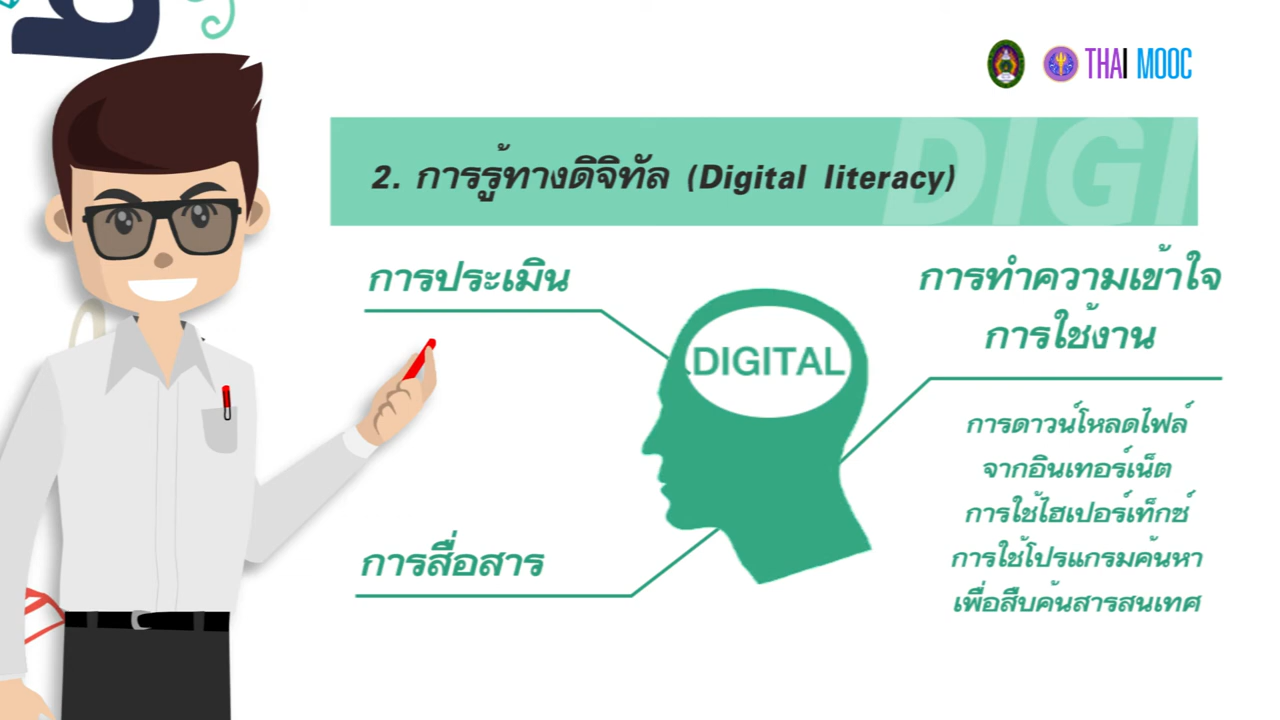 THAI MOOC
DIGI
2. การรู้ทางดิจิทัล (Digital literacy)
การประเมิน
การทำความเข้าใจ
การใช้งาน
DIGITAL
การดาวน์โหลดไฟล์
จากอินเทอร์เน็ต
การใช้ไฮเปอร์เท็กซ์
การใช้โปรแกรมค้นหา
เพื่อสืบค้นสารสนเทศ
การสื่อสาร